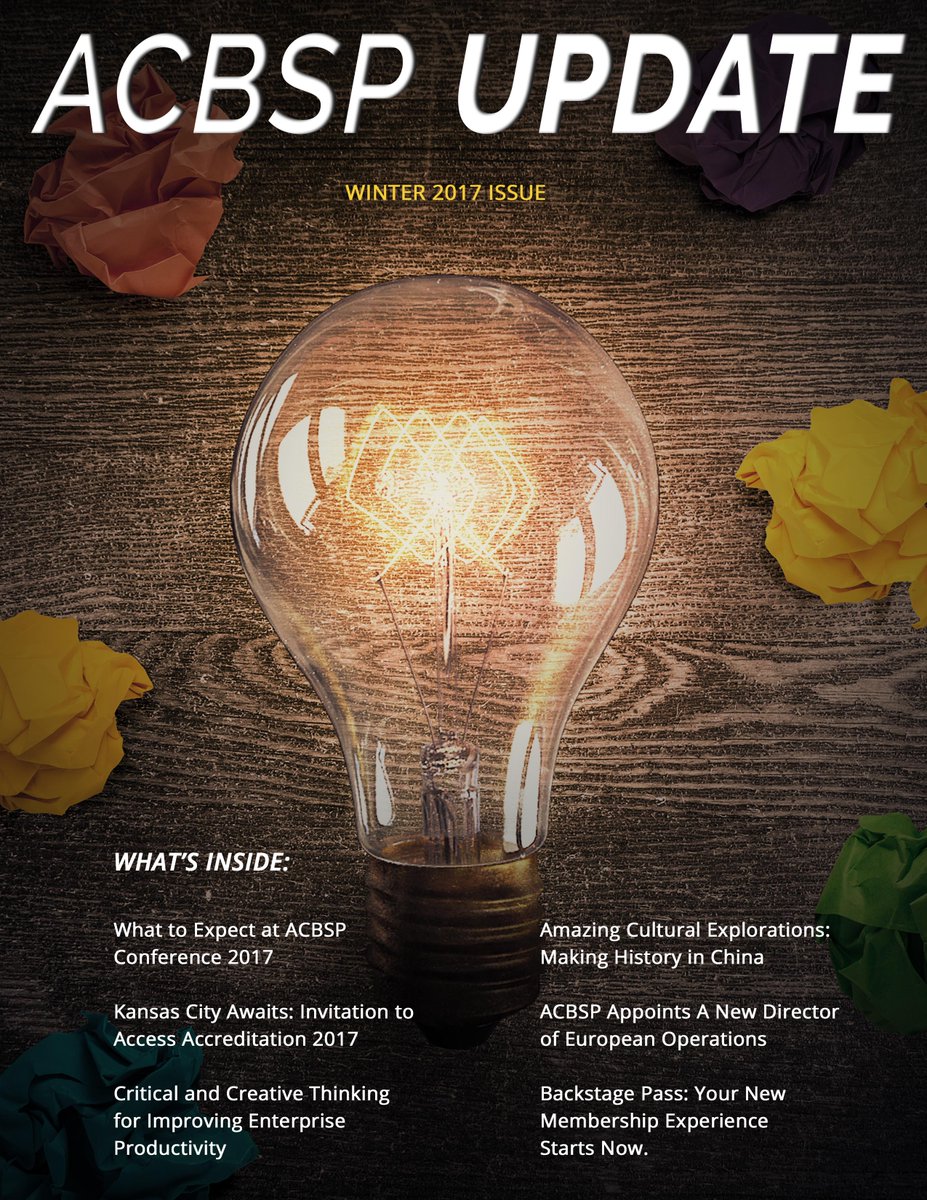 ACBSP UPDATE
WINTER 2017 ISSUE
WHAT'S INSIDE:
What to Expect at ACBSP
Conference 2017
Kansas City Awaits: Invitation to
Access Accreditation 2017
Critical and Creative Thinking
for Improving Enterprise
Productivity
Amazing Cultural Explorations:
Making History in China
ACBSP Appoints A New Director
of European Operations
Backstage Pass: Your New
Membership Experience
Starts Now.